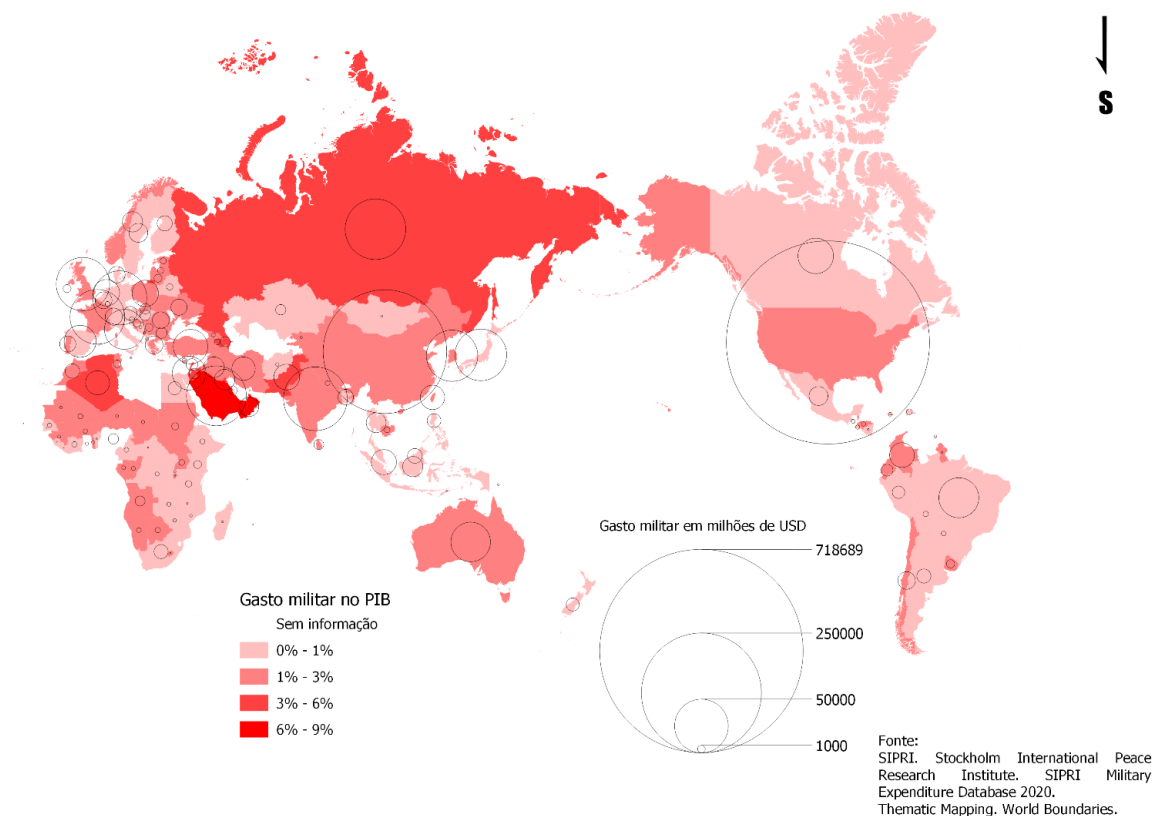 S
Gasto militar em milhões de USD
718689
250000
50000
1000
Gasto militar no PIB
Sem informação
0% - 1%
1% - 3%
3% - 6%
6% - 9%
Fonte:
SIPRI. Stockholm International Peace
Research Institute. SIPRI Military
Expenditure Database 2020.
Thematic Mapping. World Boundaries.